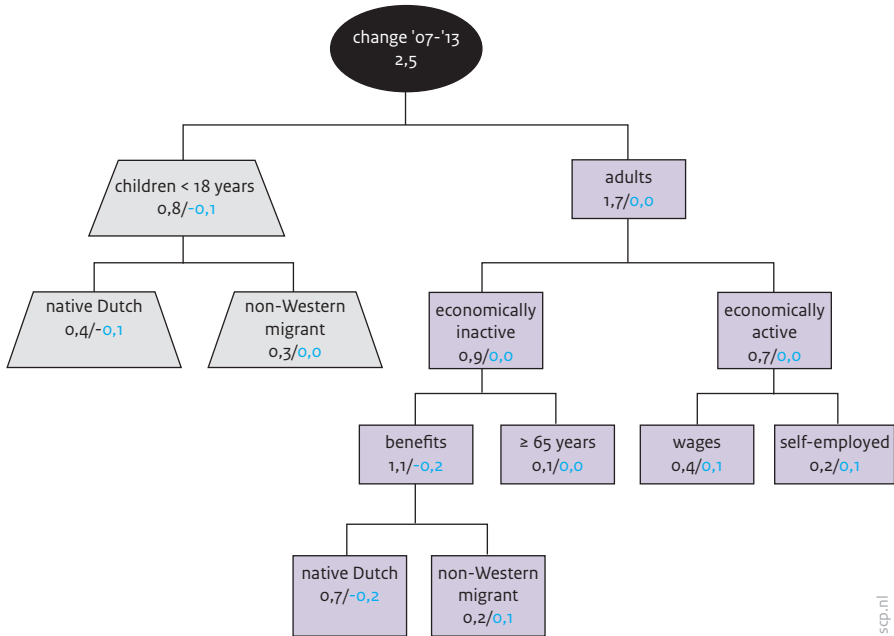 change '07-'13
2,5
children < 18 years
0,8/-0,1
adults
1,7/0,0
native Dutch
0,4/-0,1
non-Western
migrant
0,3/0,0
economically
inactive
0,9/0,0
economically
active
0,7/0,0
benefits
1,1/-0,2
≥ 65 years
0,1/0,0
wages
0,4/0,1
self-employed
0,2/0,1
native Dutch
0,7/-0,2
non-Western
migrant
0,2/0,1
scp.nl